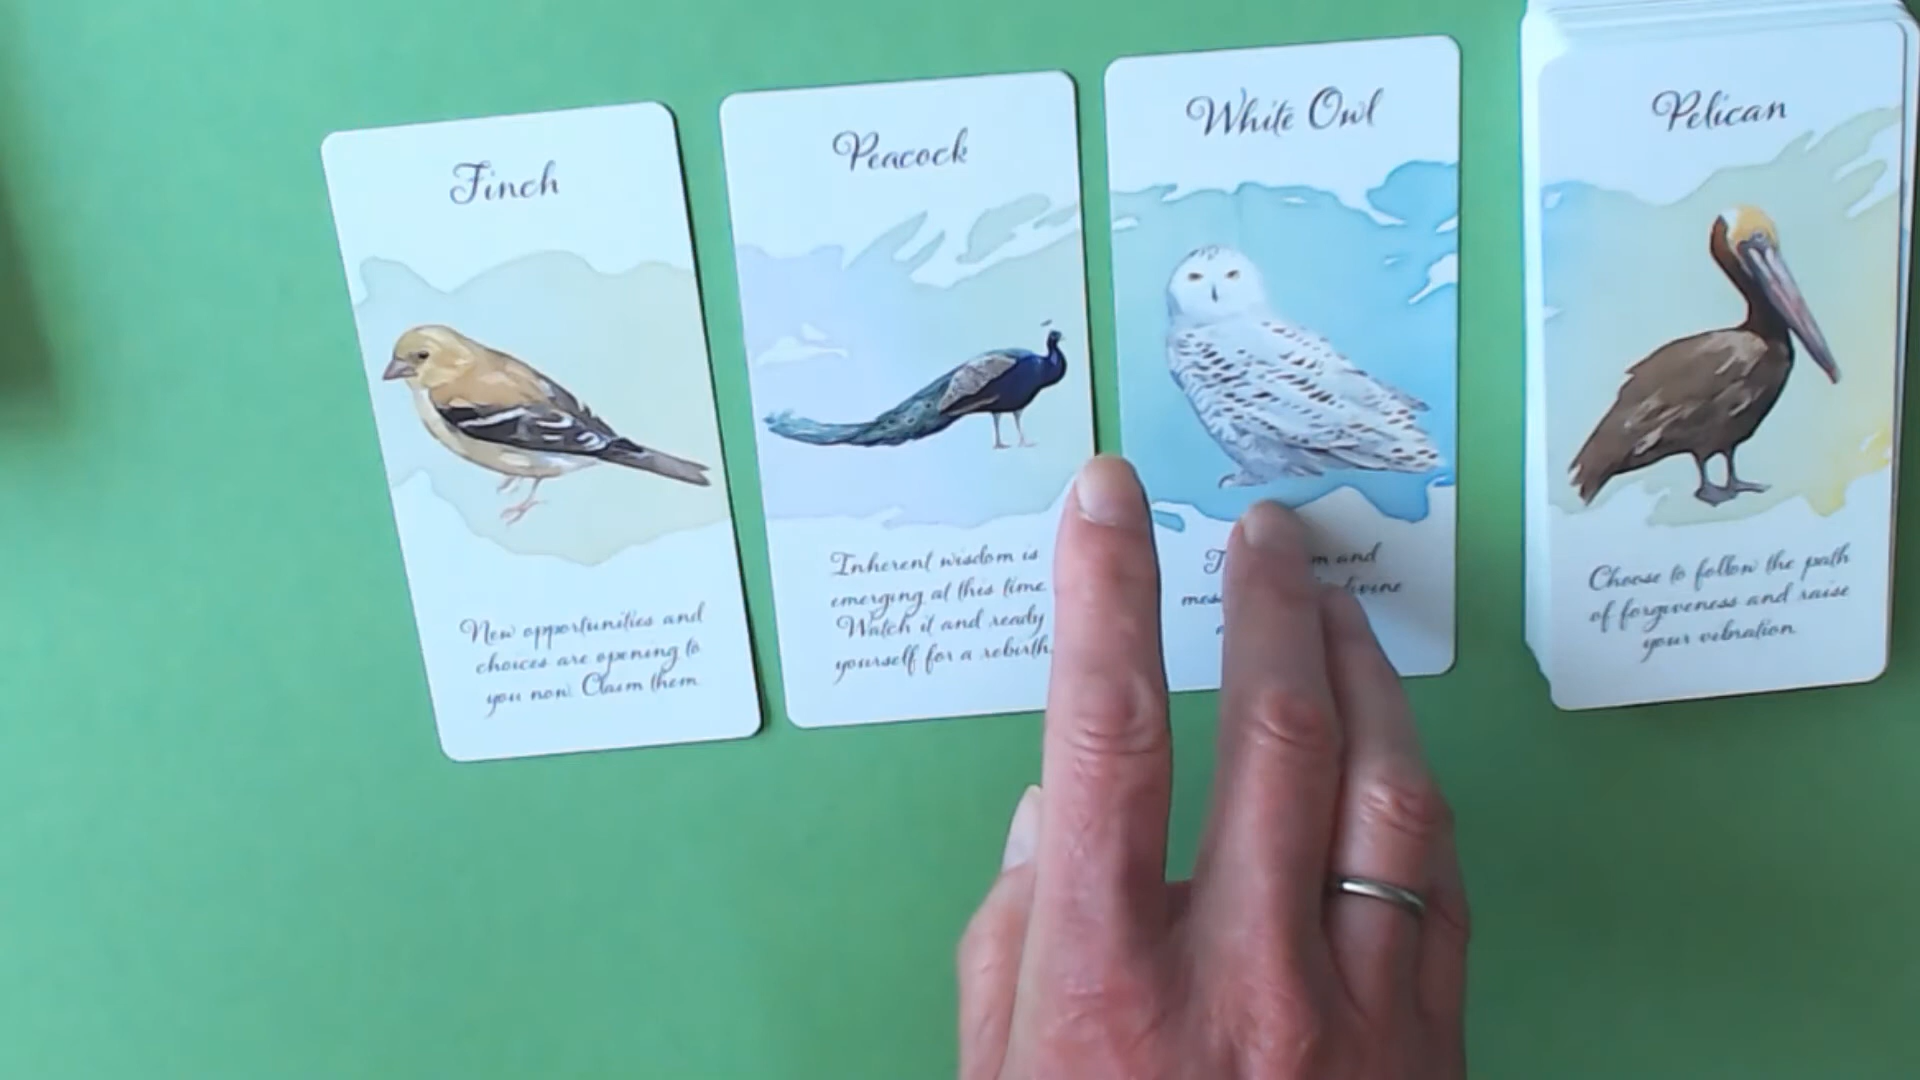 Finch
New opportunities and
choices are opening to
you now. Claim them.
Peacock
Inherent wisdom is
emerging at this time.
Watch it and ready
yourself for a rebirth.
White Owl
and
Pelican
Choose to follow the path
of forgiveness and raise
your vibration.